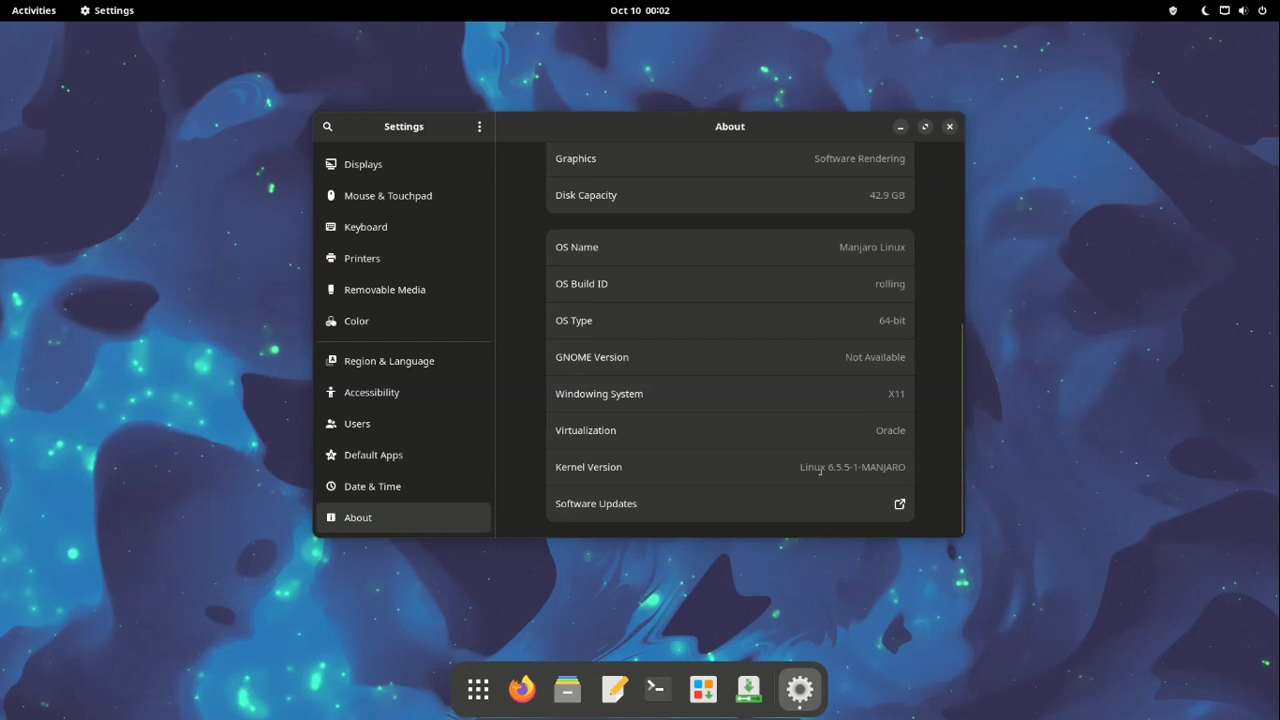 Activities Settings Oct 10 00:02
Settings About
Displays
Mouse & Touchpad
Keyboard
Printers
Removable Media
Color
Region & Language
Accessibility
Users
Default Apps
Date & Time
About
Graphics Software Rendering
Disk Capacity 42.9 GB
OS Name Manjaro Linux
OS Build ID rolling
OS Type 64-bit
GNOME Version Not Available
Windowing System X11
Virtualization Oracle
Kernel Version Linux 6.5.5-1-MANJARO
Software Updates